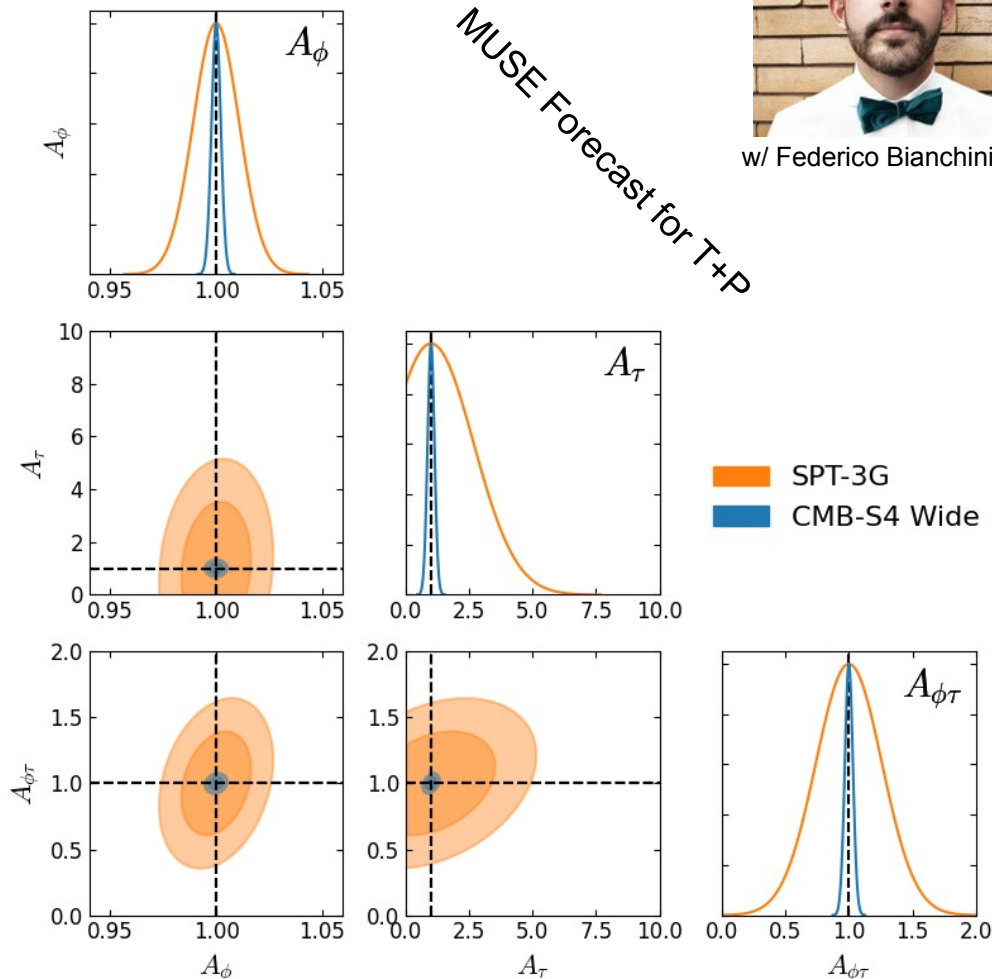 A_ϕ
MUSE Forecast for T+P
w/ Federico Bianchini
A_ϕ
0.95 1.00 1.05
10
8
6
4
2
0
A_τ
0.95 1.00 1.05
A_τ
0.0 2.5 5.0 7.5 10.0
SPT-3G
CMB-S4 Wide
2.0
1.5
1.0
0.5
0.0
A_ϕτ
0.95 1.00 1.05
A_ϕ
2.0
1.5
1.0
0.5
0.0
0.0 2.5 5.0 7.5 10.0
A_τ
A_ϕτ
0.0 0.5 1.0 1.5 2.0
A_ϕτ